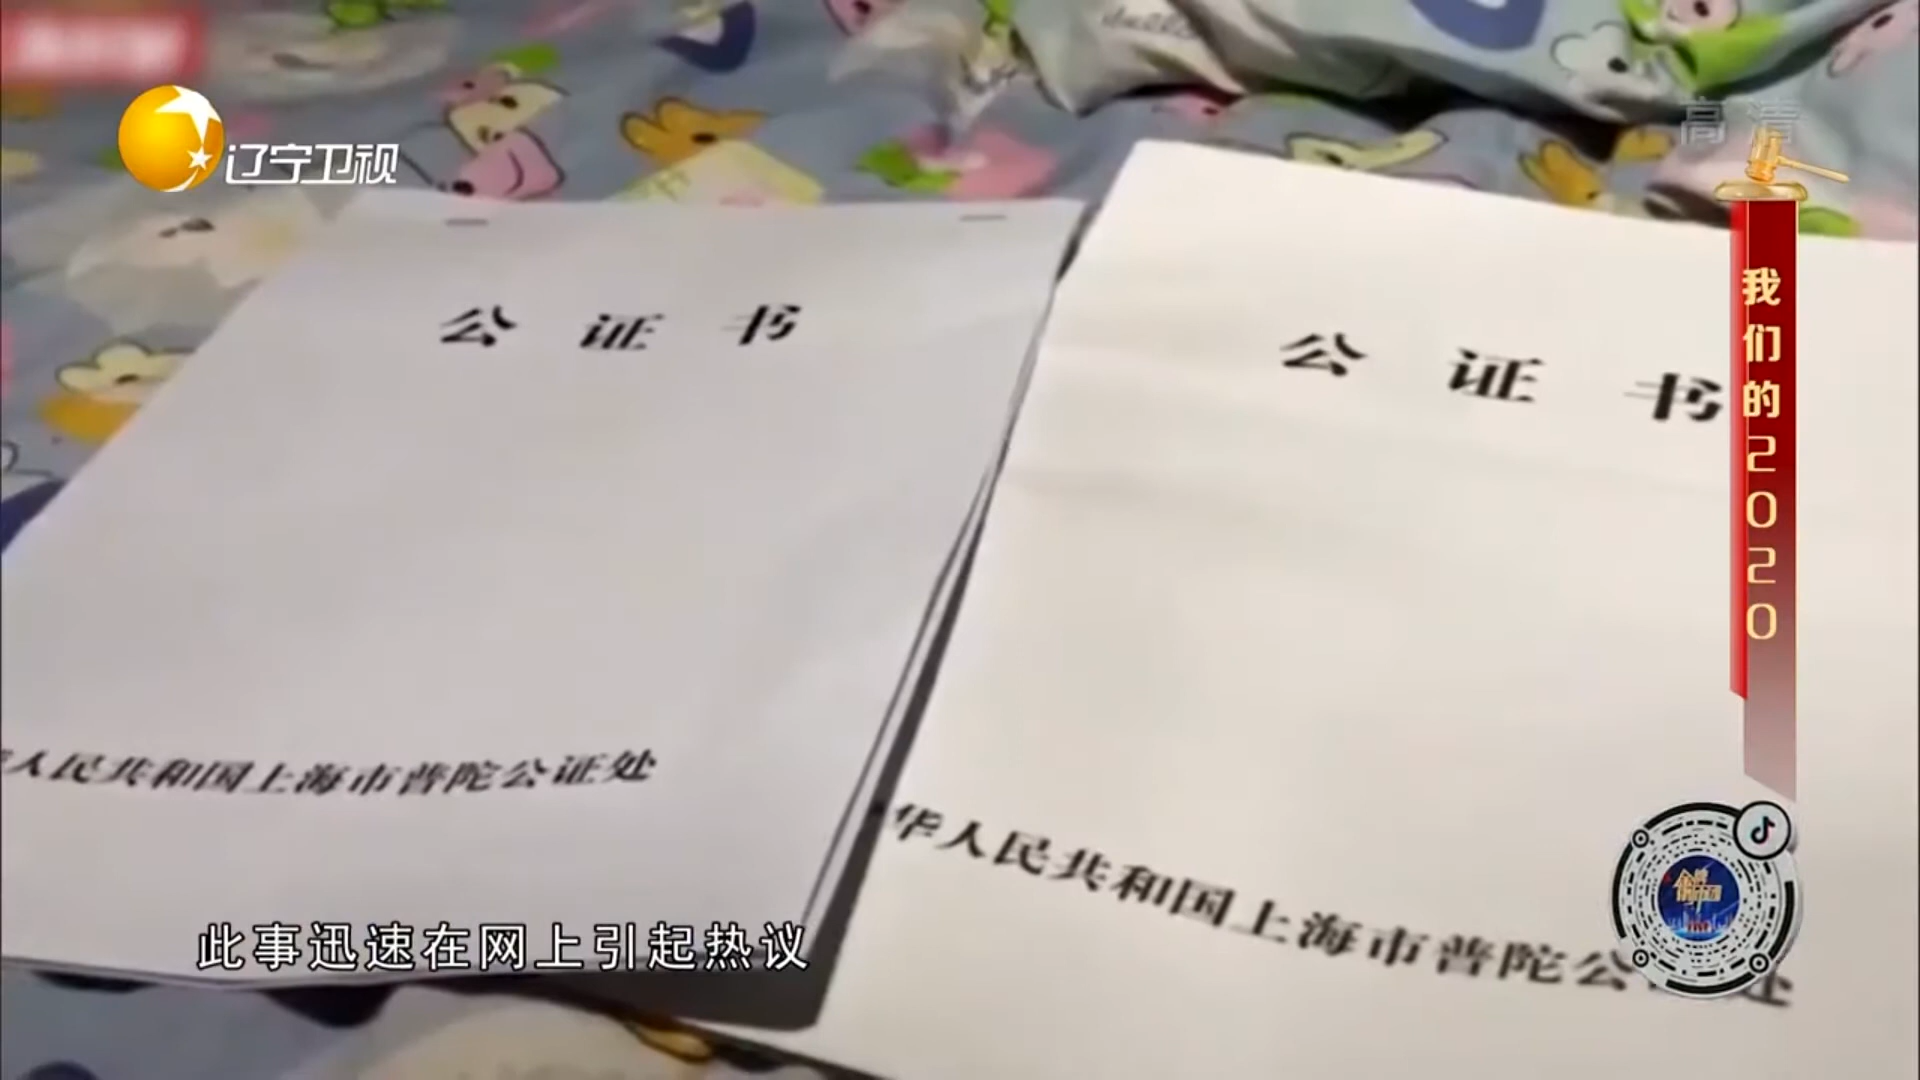 辽宁卫视
高清
公证书
公证书
我们的2020
人民共和国上海市普陀公证处
华人民共和国上海市普陀公
处
此事迅速在网上引起热议